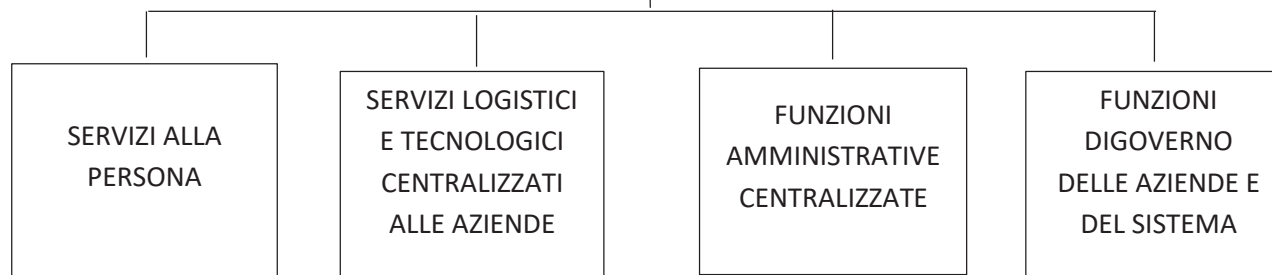 SERVIZI ALLA
PERSONA
SERVIZI LOGISTICI
E TECNOLOGICI
CENTRALIZZATI
ALLE AZIENDE
FUNZIONI
AMMINISTRATIVE
CENTRALIZZATE
FUNZIONI
DIGOVERNO
DELLE AZIENDE E
DEL SISTEMA